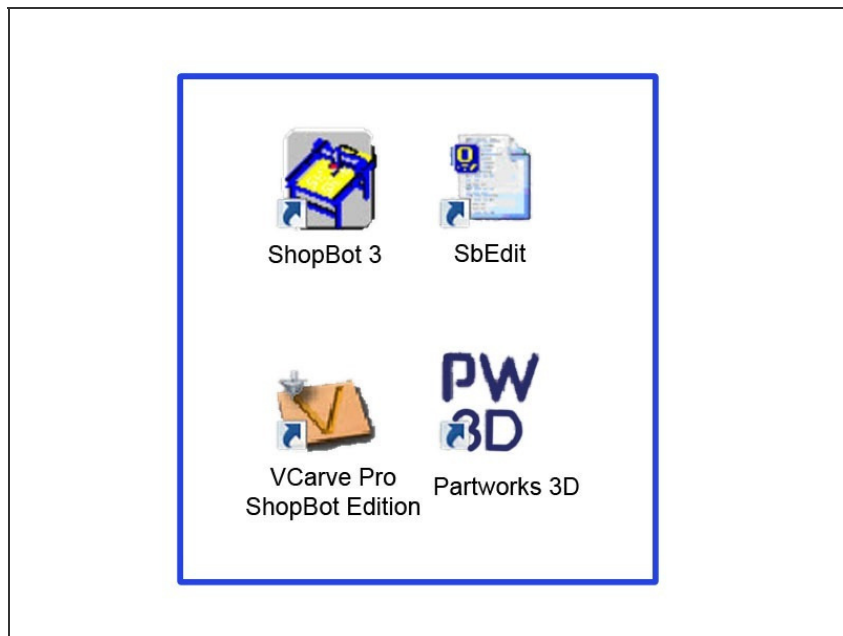 ShopBot 3
SbEdit
PW
3D
VCarve Pro
ShopBot Edition
Partworks 3D